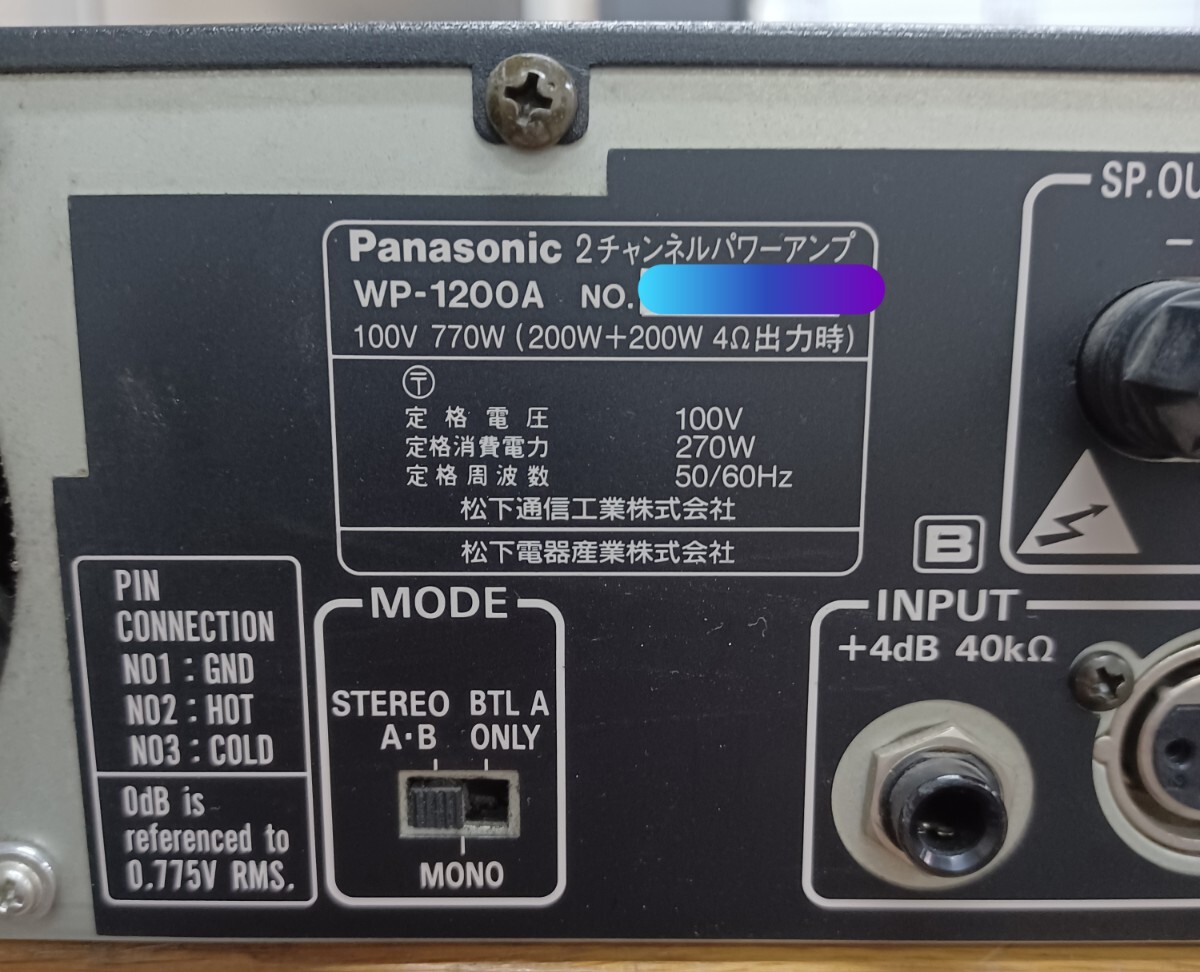 Panasonic 2チャンネルパワーアンプ
WP-1200A NO.
100V 770W (200W+200W 4Ω出力時)
〒
定格電圧 100V
定格消費電力 270W
定格周波数 50/60Hz
松下通信工業株式会社
松下電器産業株式会社
PIN
CONNECTION
NO1 : GND
NO2 : HOT
NO3 : COLD
0dB is
referenced to
0.775V RMS.
MODE
STEREO BTL A
A·B ONLY
MONO
SP.OU
−
B
INPUT
+4dB 40kΩ